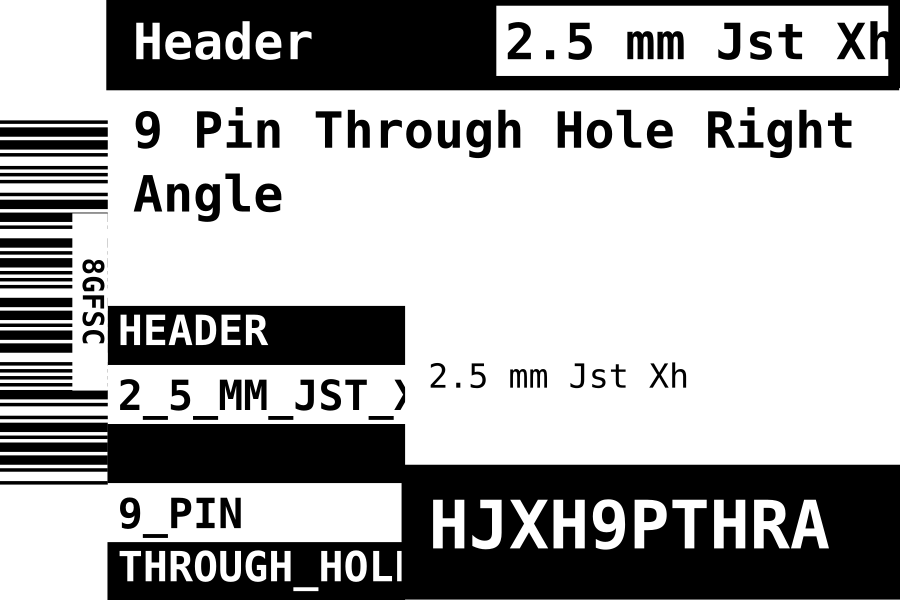 Header
2.5 mm Jst Xh
9 Pin Through Hole Right
Angle
8GFSC
HEADER
2_5_MM_JST_X
2.5 mm Jst Xh
9_PIN
THROUGH_HOL
HJXH9PTHRA